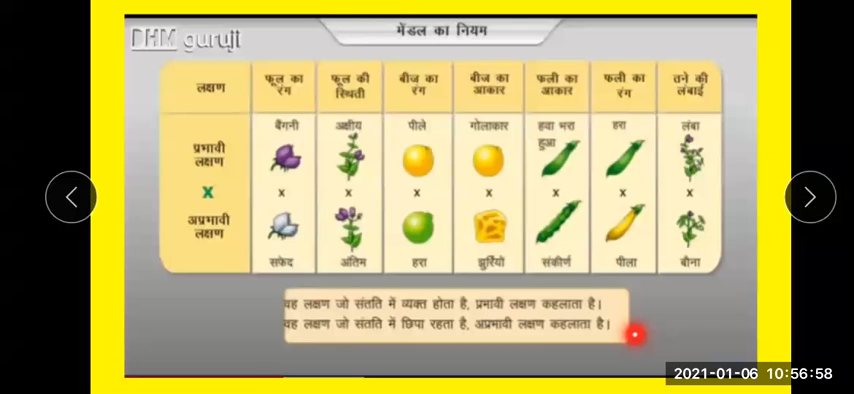 DHM guruji
मेंडल का नियम
लक्षण फूल का रंग फूल की स्थिती बीज का रंग बीज का आकार फली का आकार फली का रंग तने की लंबाई
प्रभावी लक्षण बैंगनी अक्षीय पीले गोलाकार हवा भरा हुआ हरा लंबा
X x x x x x x x
अप्रभावी लक्षण सफेद अंतिम हरा झुर्रियो संकीर्ण पीला बौना
वह लक्षण जो संतति में व्यक्त होता है, प्रभावी लक्षण कहलाता है।
वह लक्षण जो संतति में छिपा रहता है, अप्रभावी लक्षण कहलाता है।
2021-01-06 10:56:58